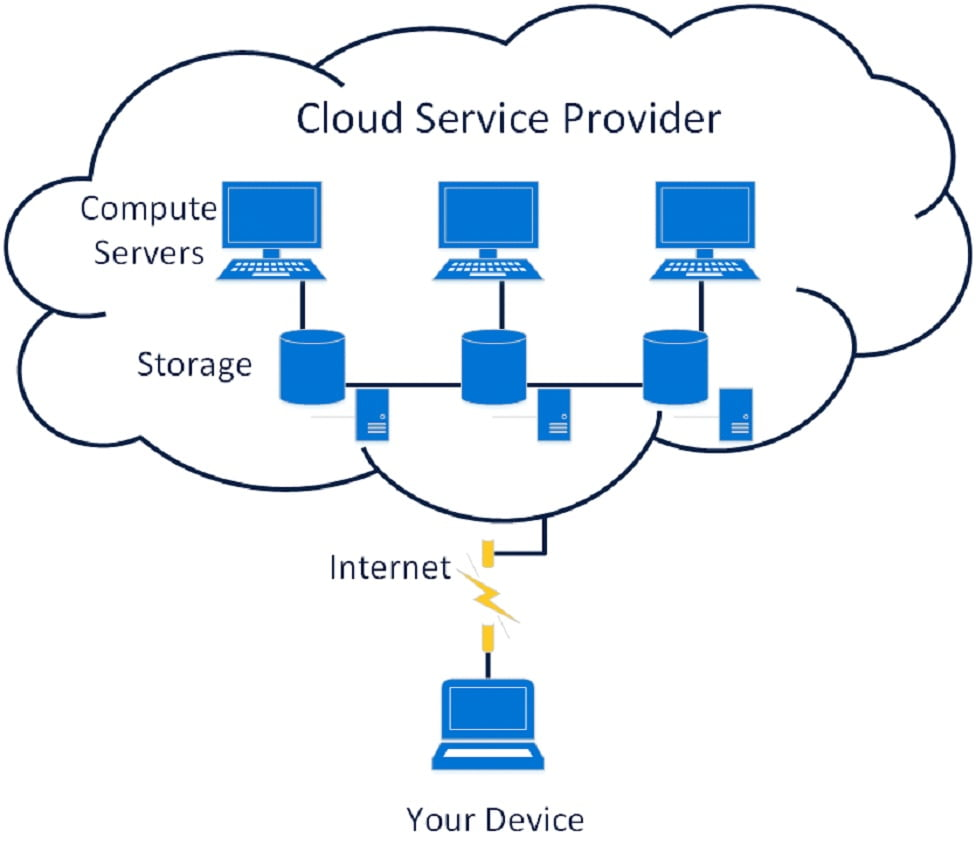 Cloud Service Provider
Compute
Servers
Storage
Internet
Your Device